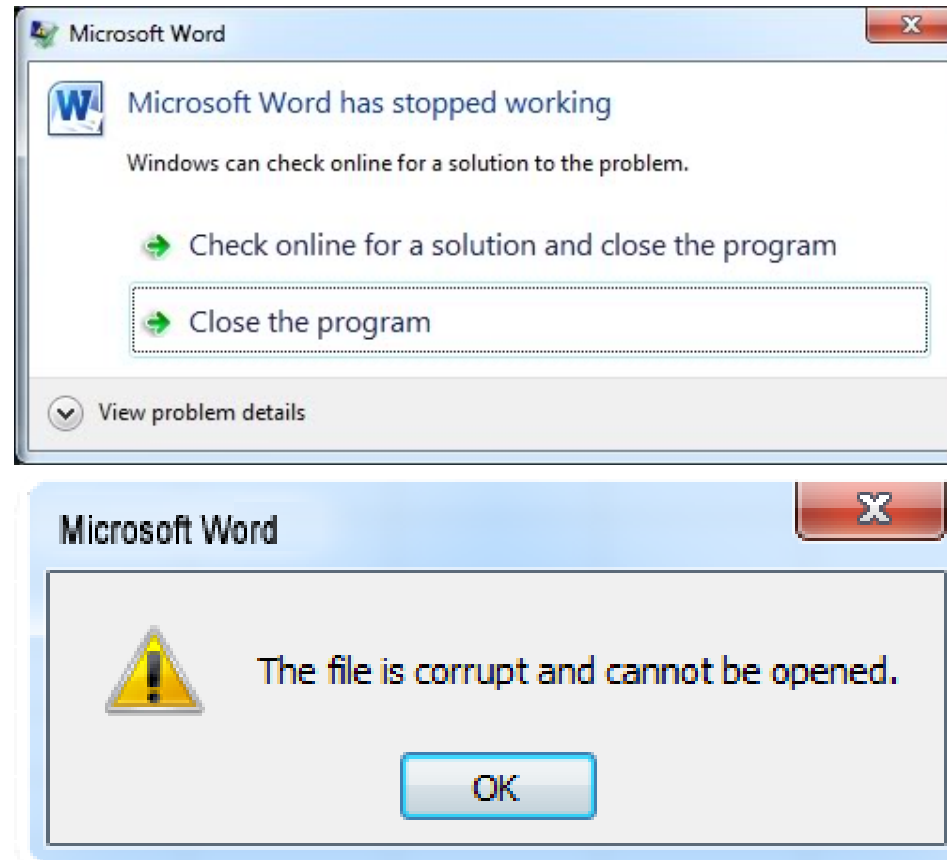 Microsoft Word
Microsoft Word has stopped working
Windows can check online for a solution to the problem.
Check online for a solution and close the program
Close the program
View problem details
Microsoft Word
The file is corrupt and cannot be opened.
OK